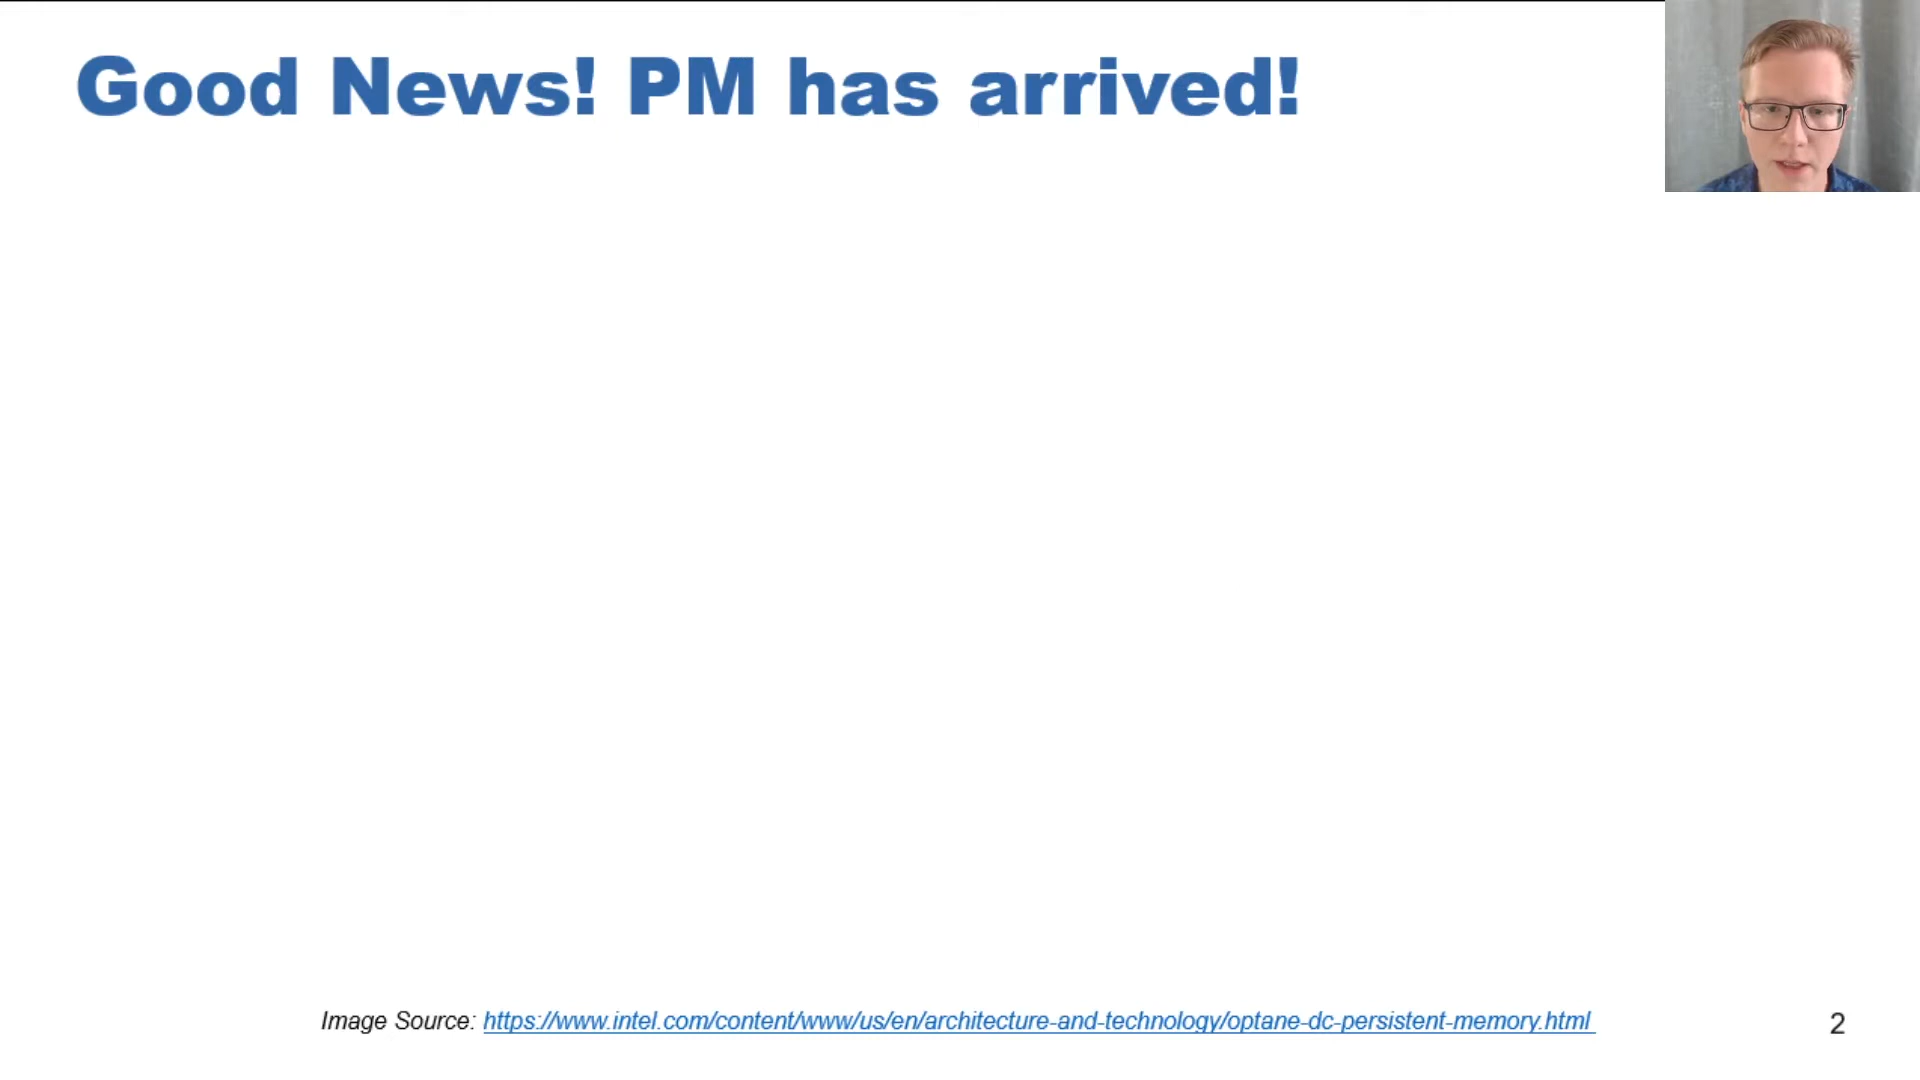 Good News! PM has arrived!
Image Source: https://www.intel.com/content/www/us/en/architecture-and-technology/optane-dc-persistent-memory.html
2